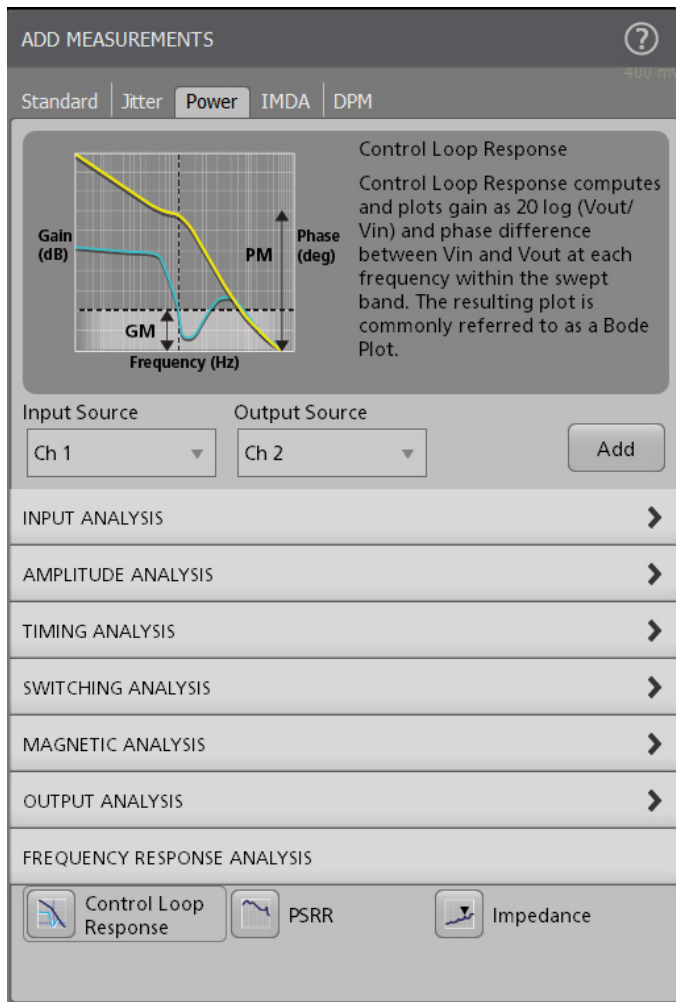 ADD MEASUREMENTS
?
400 mV
Standard Jitter Power IMDA DPM
Control Loop Response
Control Loop Response computes
and plots gain as 20 log (Vout/
Vin) and phase difference
between Vin and Vout at each
frequency within the swept
band. The resulting plot is
commonly referred to as a Bode
Plot.
Gain
(dB)
PM
Phase
(deg)
GM
Frequency (Hz)
Input Source
Output Source
Ch 1
Ch 2
Add
INPUT ANALYSIS
AMPLITUDE ANALYSIS
TIMING ANALYSIS
SWITCHING ANALYSIS
MAGNETIC ANALYSIS
OUTPUT ANALYSIS
FREQUENCY RESPONSE ANALYSIS
Control Loop
Response
PSRR
Impedance